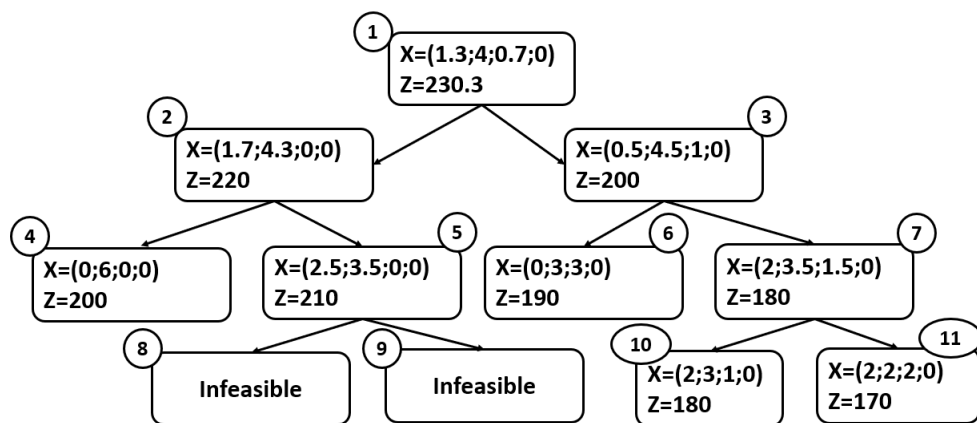 1
X=(1.3;4;0.7;0)
Z=230.3
2
X=(1.7;4.3;0;0)
Z=220
3
X=(0.5;4.5;1;0)
Z=200
4
X=(0;6;0;0)
Z=200
5
X=(2.5;3.5;0;0)
Z=210
6
X=(0;3;3;0)
Z=190
7
X=(2;3.5;1.5;0)
Z=180
8
Infeasible
9
Infeasible
10
X=(2;3;1;0)
Z=180
11
X=(2;2;2;0)
Z=170